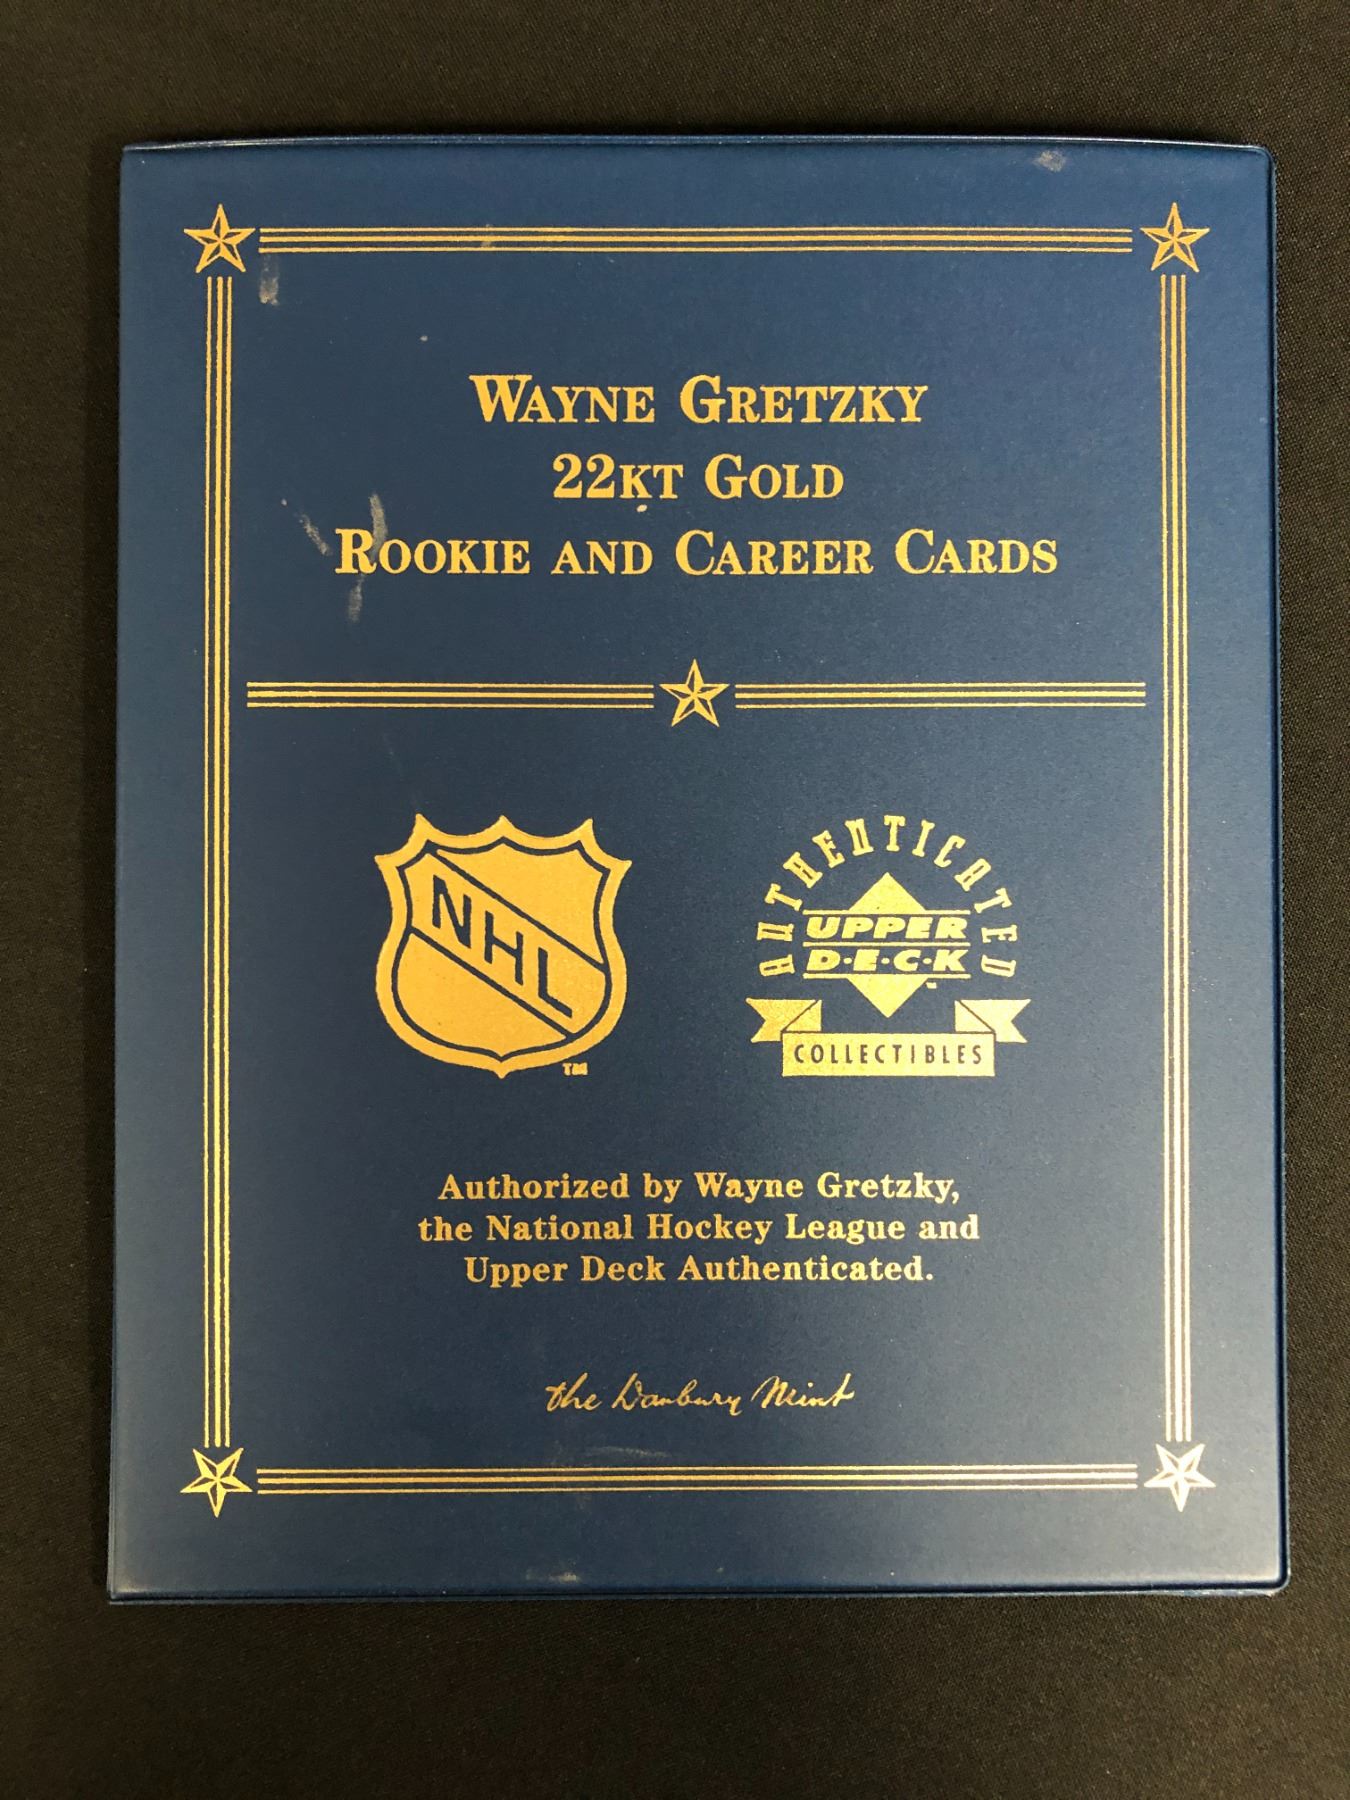 WAYNE GRETZKY
22KT GOLD
ROOKIE AND CAREER CARDS
NHL
TM
AUTHENTICATED
UPPER
D·E·C·K
COLLECTIBLES
Authorized by Wayne Gretzky,
the National Hockey League and
Upper Deck Authenticated.
the Danbury Mint